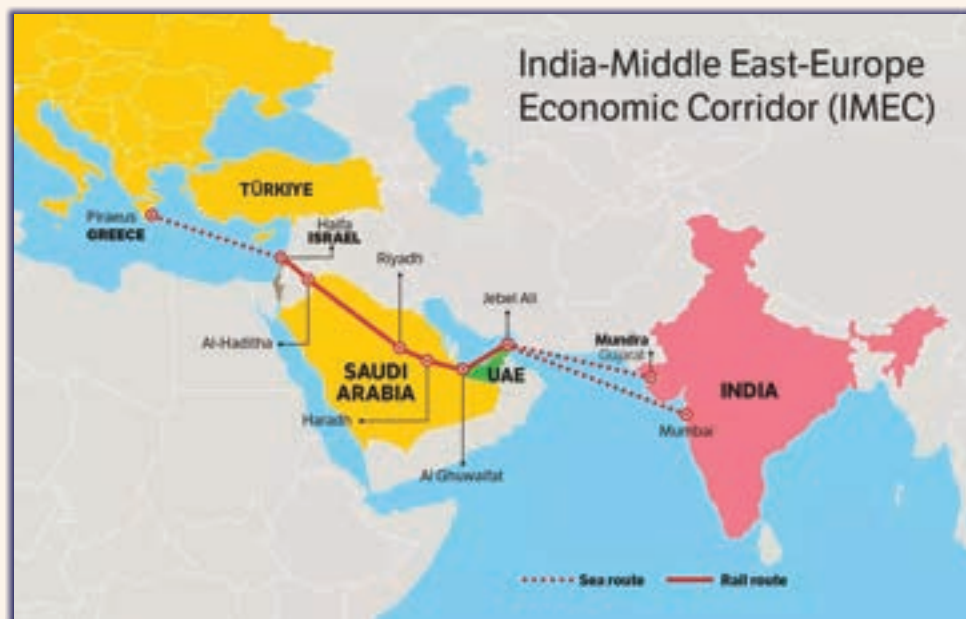 India-Middle East-Europe
Economic Corridor (IMEC)
TÜRKIYE
Piraeus
GREECE
Haifa
ISRAEL
Riyadh
Jebel Ali
Al-Haditha
Mundra
Gujarat
SAUDI
ARABIA
UAE
INDIA
Haradh
Mumbai
Al Ghuwaifat
Sea route
Rail route